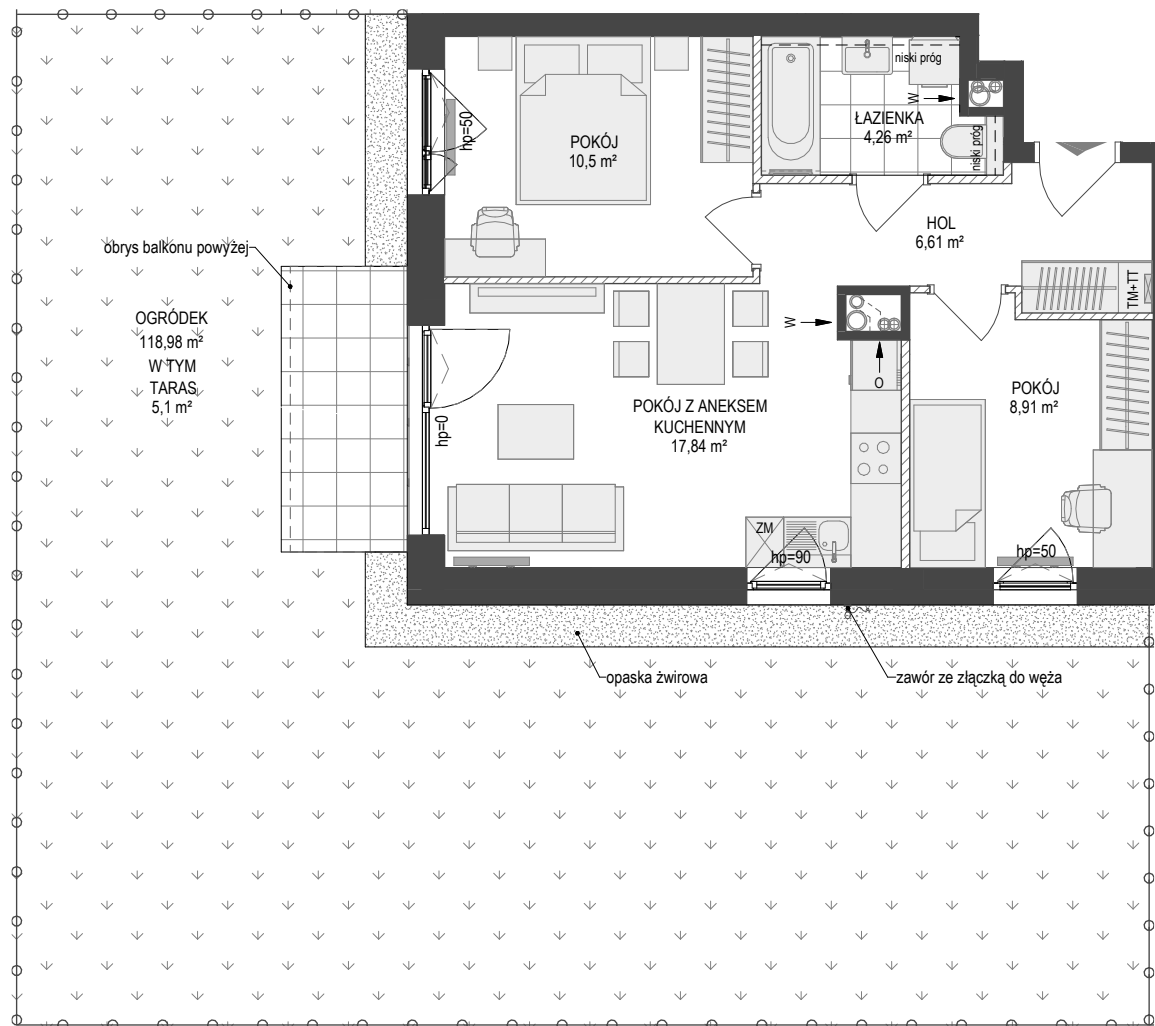 niski próg
W
hp=50
POKÓJ
10,5 m²
ŁAZIENKA
4,26 m²
niski próg
HOL
6,61 m²
obrys balkonu powyżej
TM+TT
OGRÓDEK
118,98 m²
W TYM
TARAS
5,1 m²
W
O
hp=0
POKÓJ Z ANEKSEM
KUCHENNYM
17,84 m²
POKÓJ
8,91 m²
ZM
hp=90
hp=50
opaska żwirowa
zawór ze złączką do węża